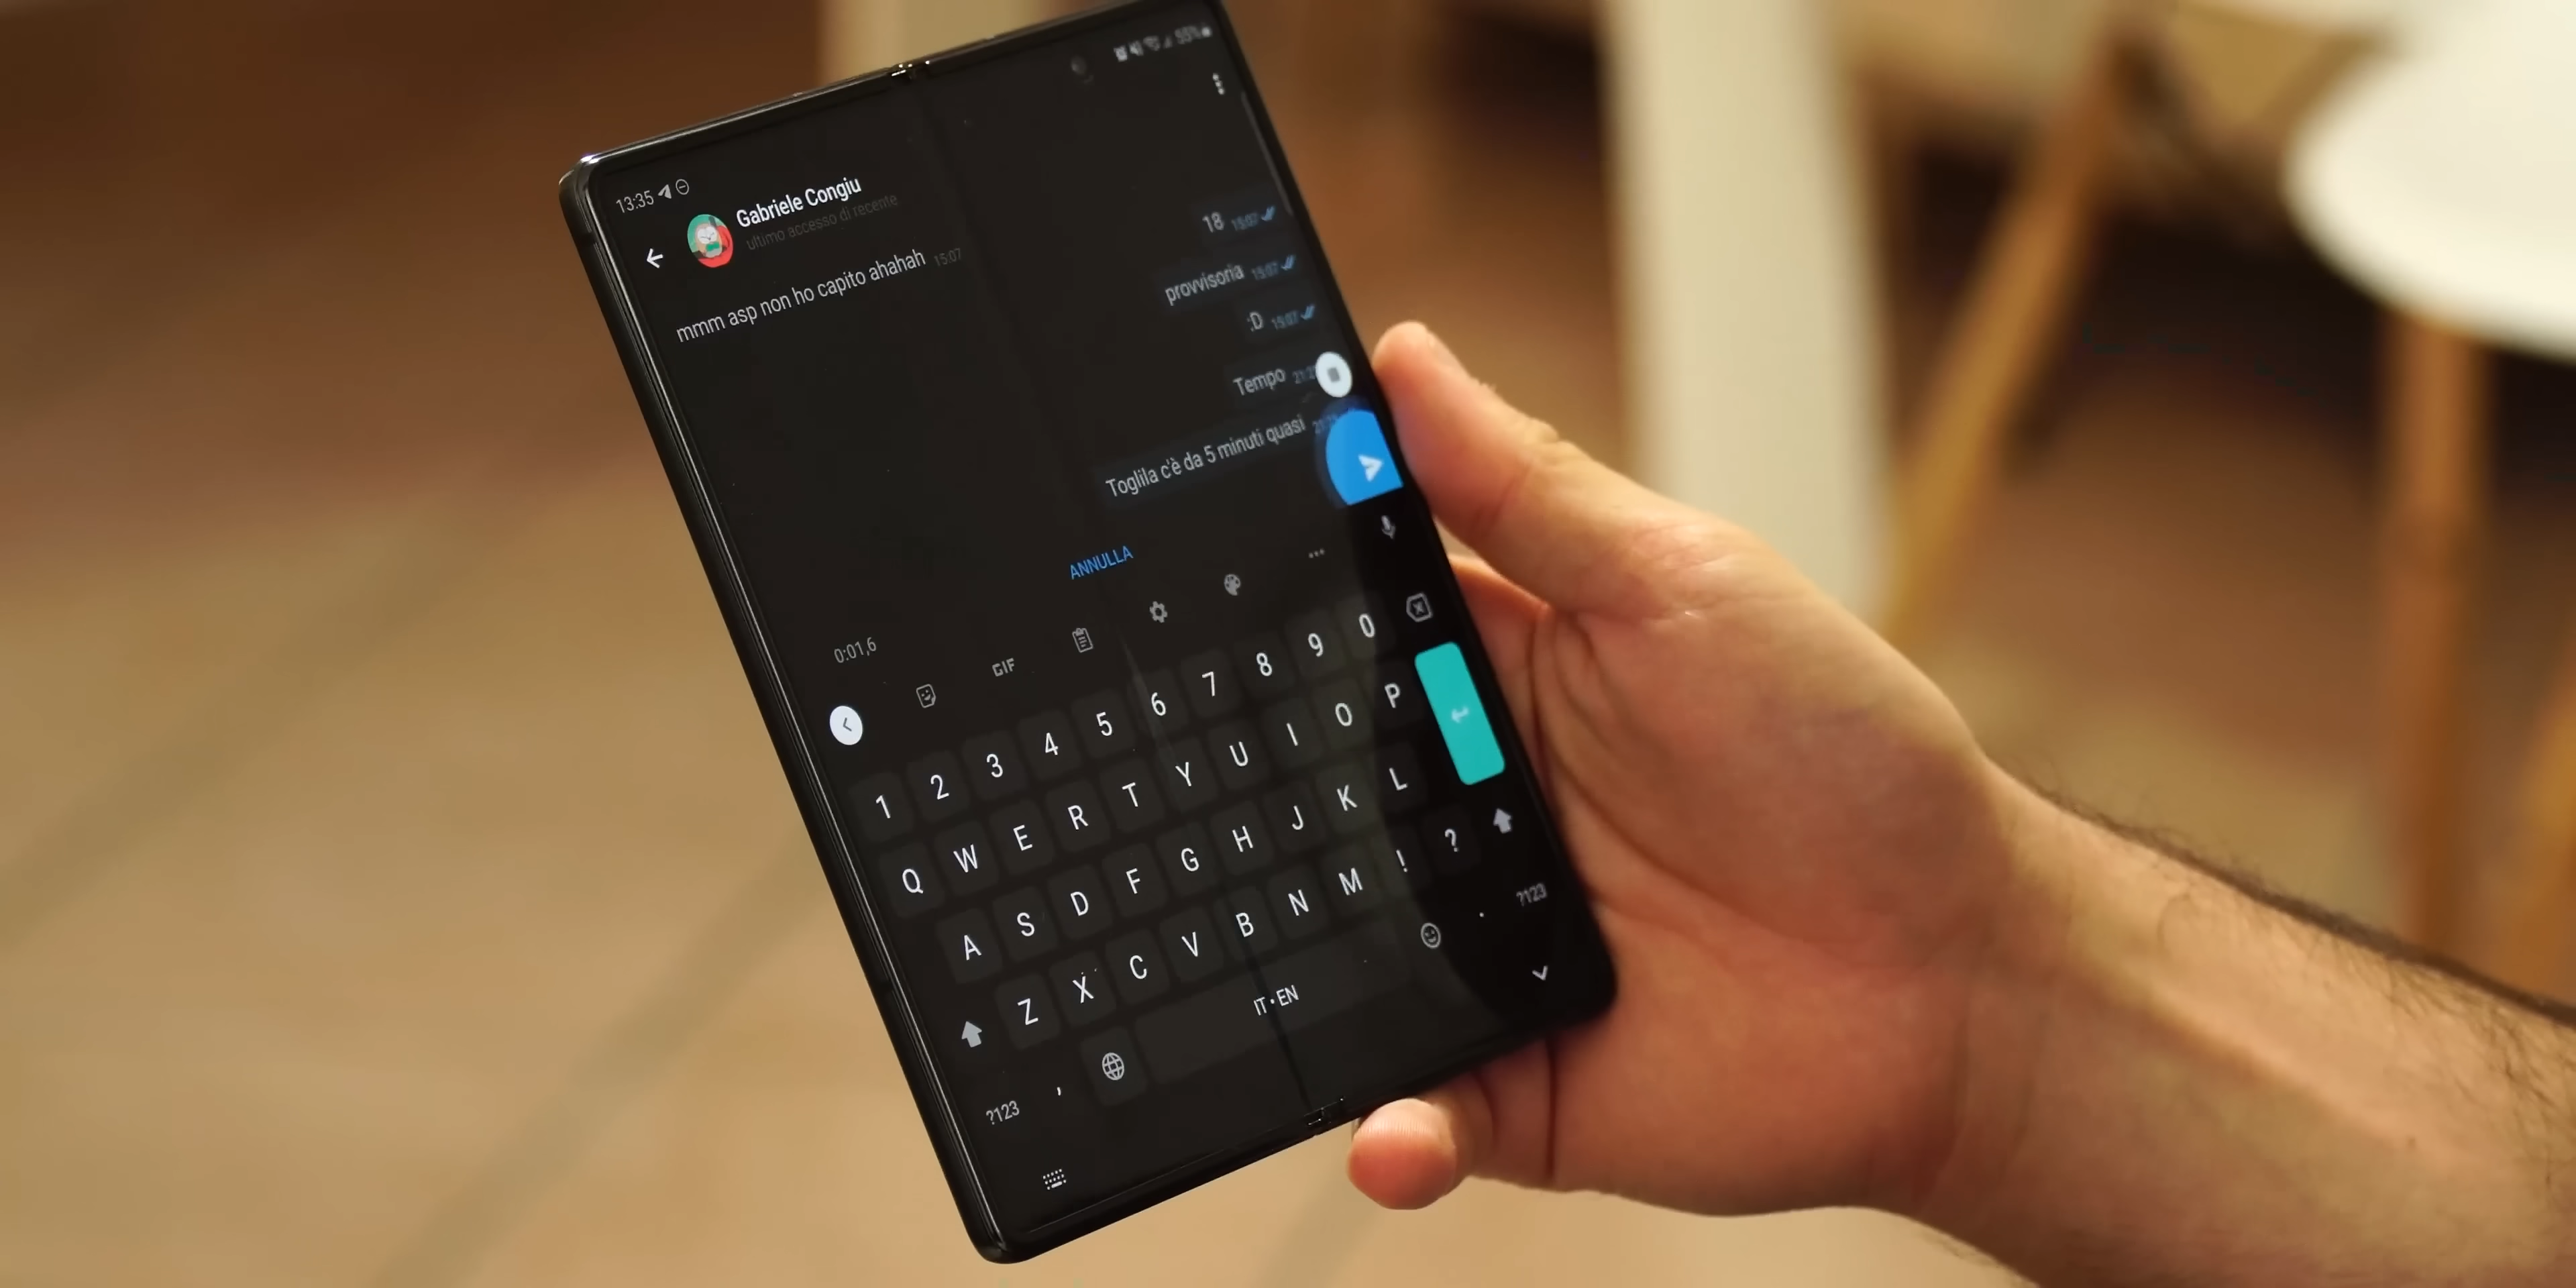 13:35
55%
Gabriele Congiu
ultimo accesso di recente
18 15:07
mmm asp non ho capito ahahah 15:07
provvisoria 15:07
:D 15:07
Tempo
Toglila c'è da 5 minuti quasi
ANNULLA
0:01,6
GIF
1 2 3 4 5 6 7 8 9 0
Q W E R T Y U I O P
A S D F G H J K L
Z X C V B N M ! ?
?123 , IT • EN . ?123